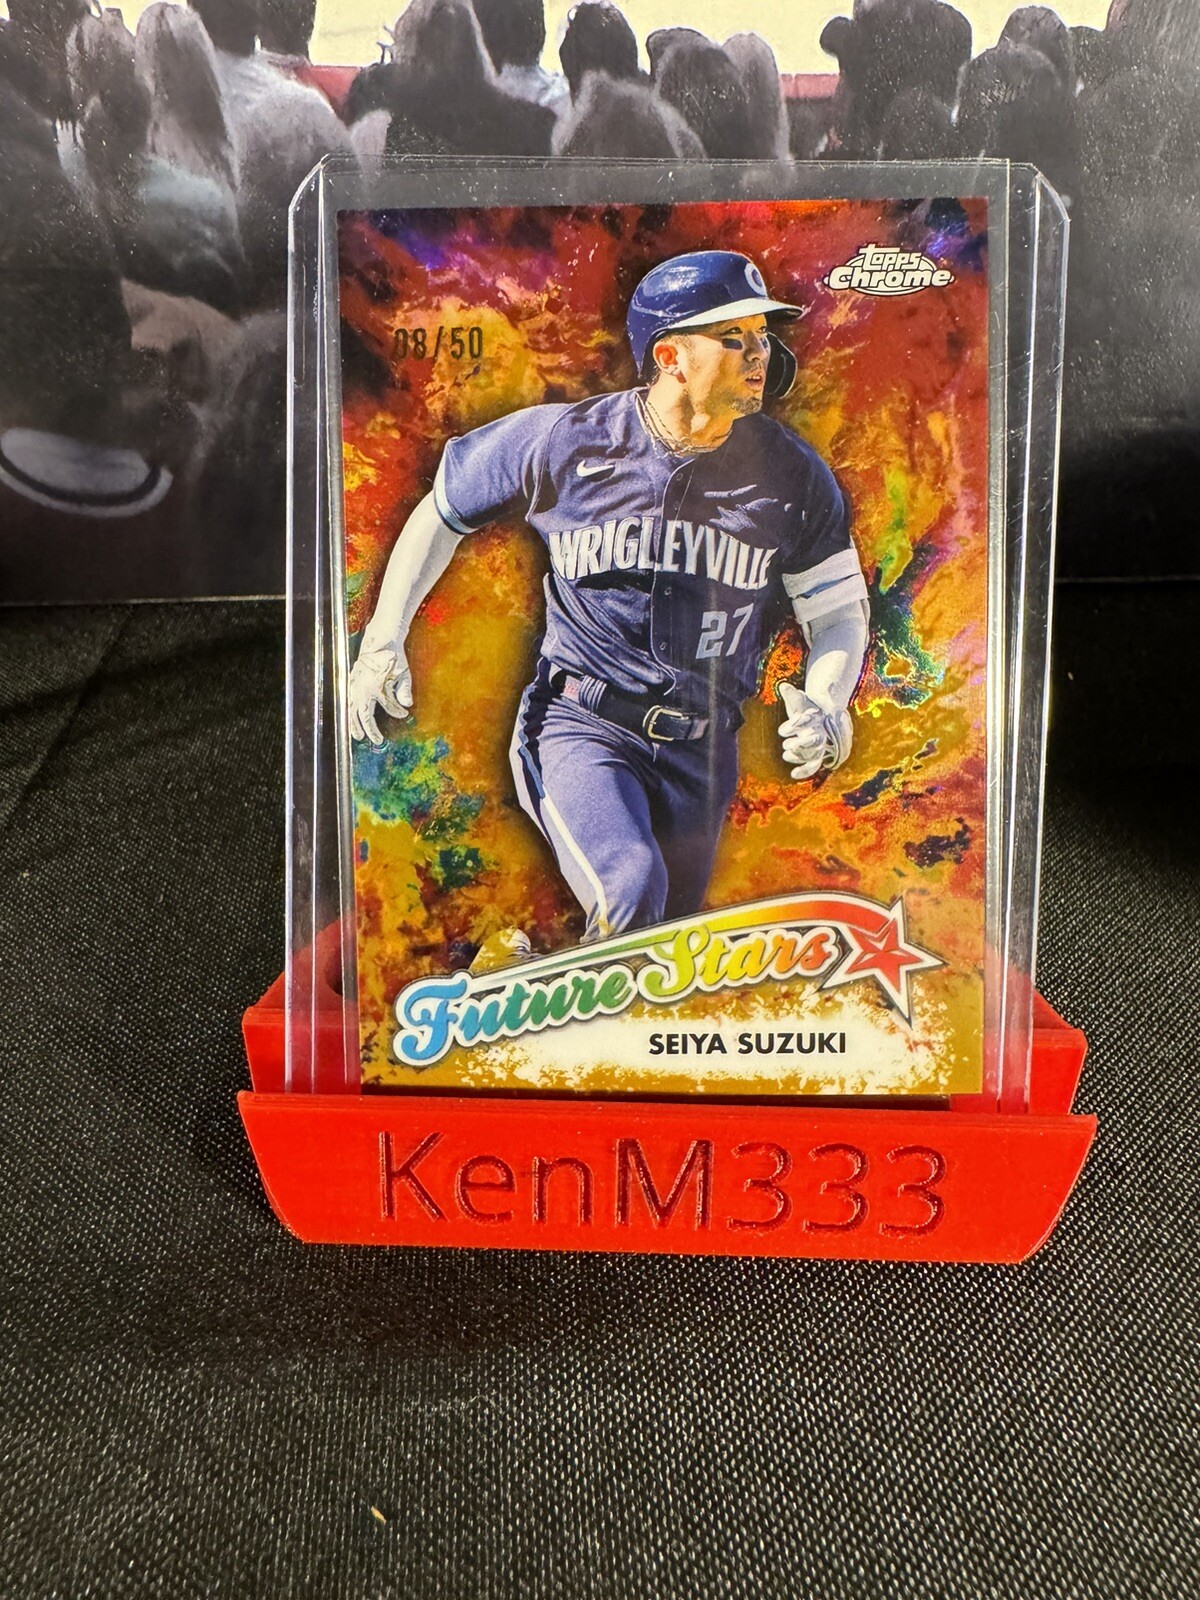 Topps
Chrome
08/50
WRIGLEYVILLE
27
Future Stars
SEIYA SUZUKI
KenM333